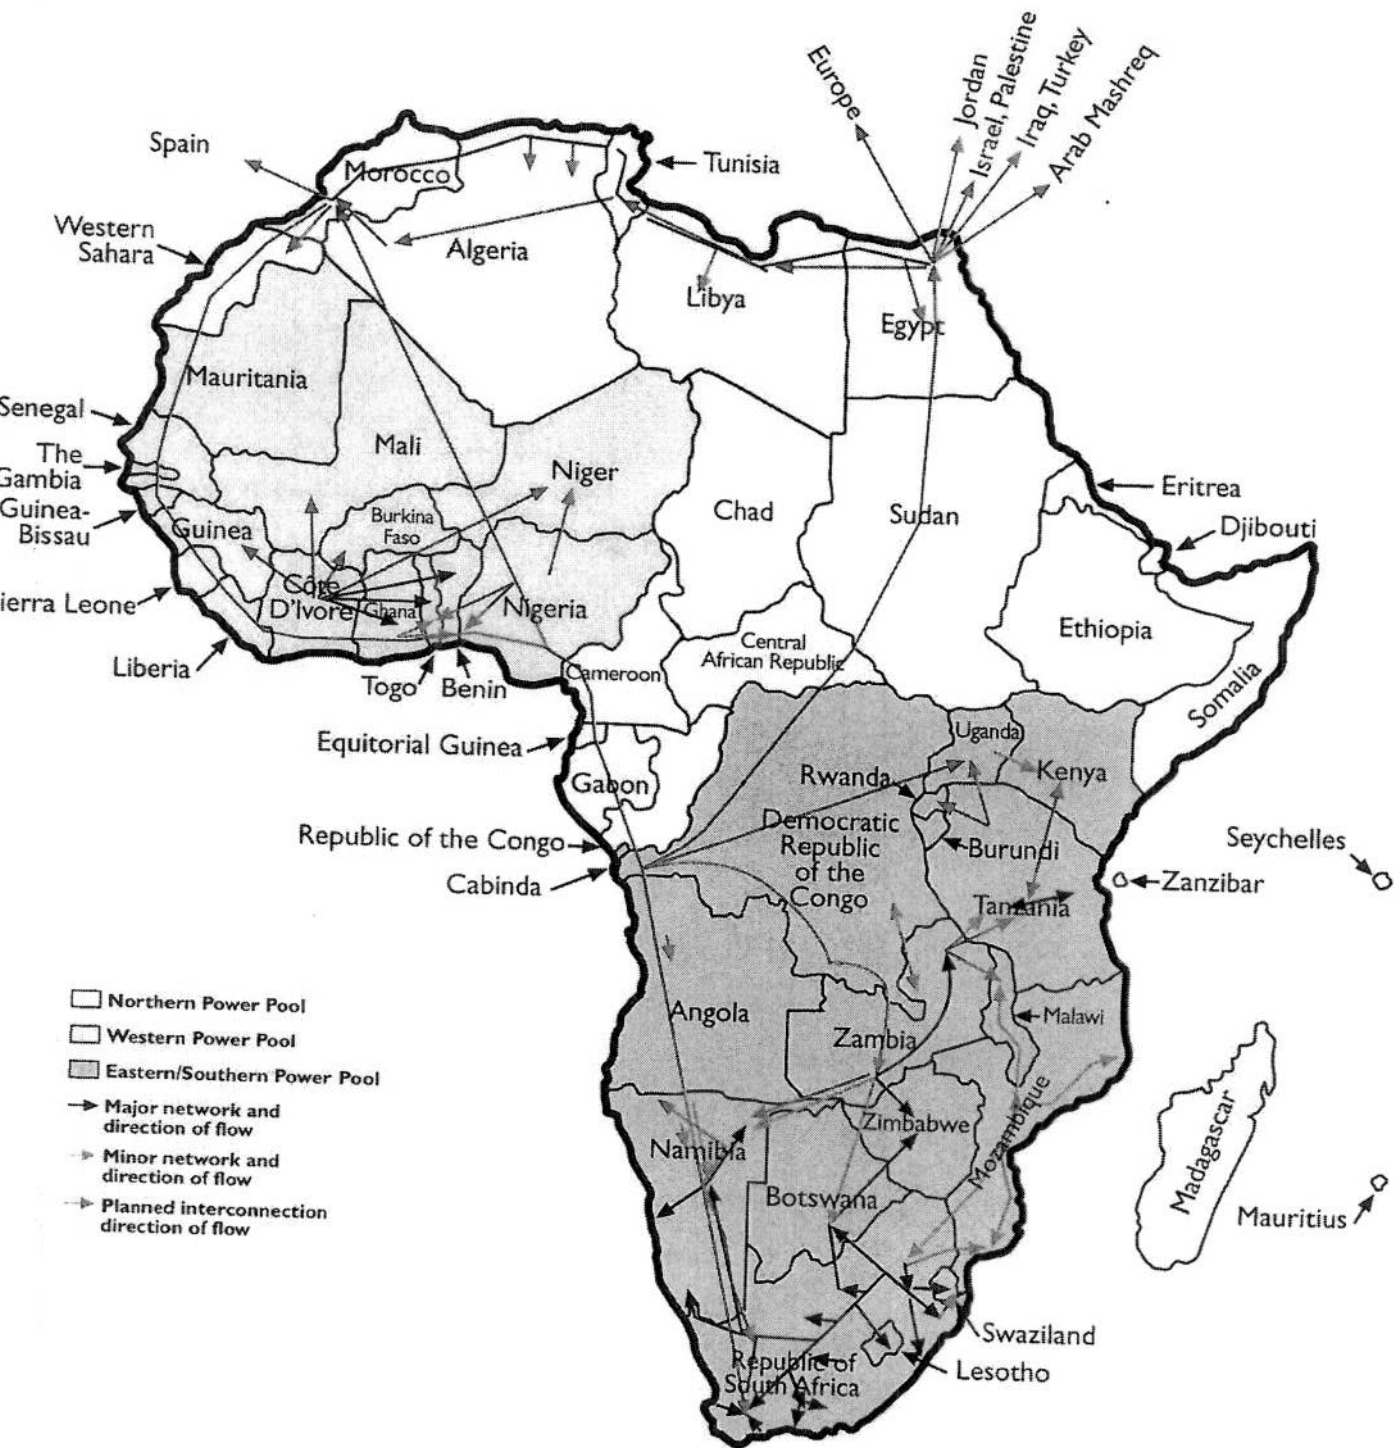 Europe
Jordan
Israel, Palestine
Iraq, Turkey
Arab Mashreq
Spain
Morocco
Tunisia
Western
Sahara
Algeria
Libya
Egypt
Mauritania
Senegal
Mali
The
Gambia
Niger
Guinea-
Bissau
Guinea
Burkina
Faso
Chad
Sudan
Eritrea
Djibouti
Côte
D'Ivore
Ghana
Nigeria
ierra Leone
Ethiopia
Central
African Republic
Liberia
Togo
Benin
Cameroon
Somalia
Equitorial Guinea
Uganda
Kenya
Rwanda
Gabon
Democratic
Republic
of the
Congo
Republic of the Congo
Burundi
Seychelles
Cabinda
Zanzibar
Tanzania
Angola
Malawi
Zambia
Northern Power Pool
Western Power Pool
Eastern/Southern Power Pool
Major network and
direction of flow
Minor network and
direction of flow
Planned interconnection
direction of flow
Zimbabwe
Mozambique
Namibia
Botswana
Madagascar
Mauritius
Swaziland
Lesotho
Republic of
South Africa